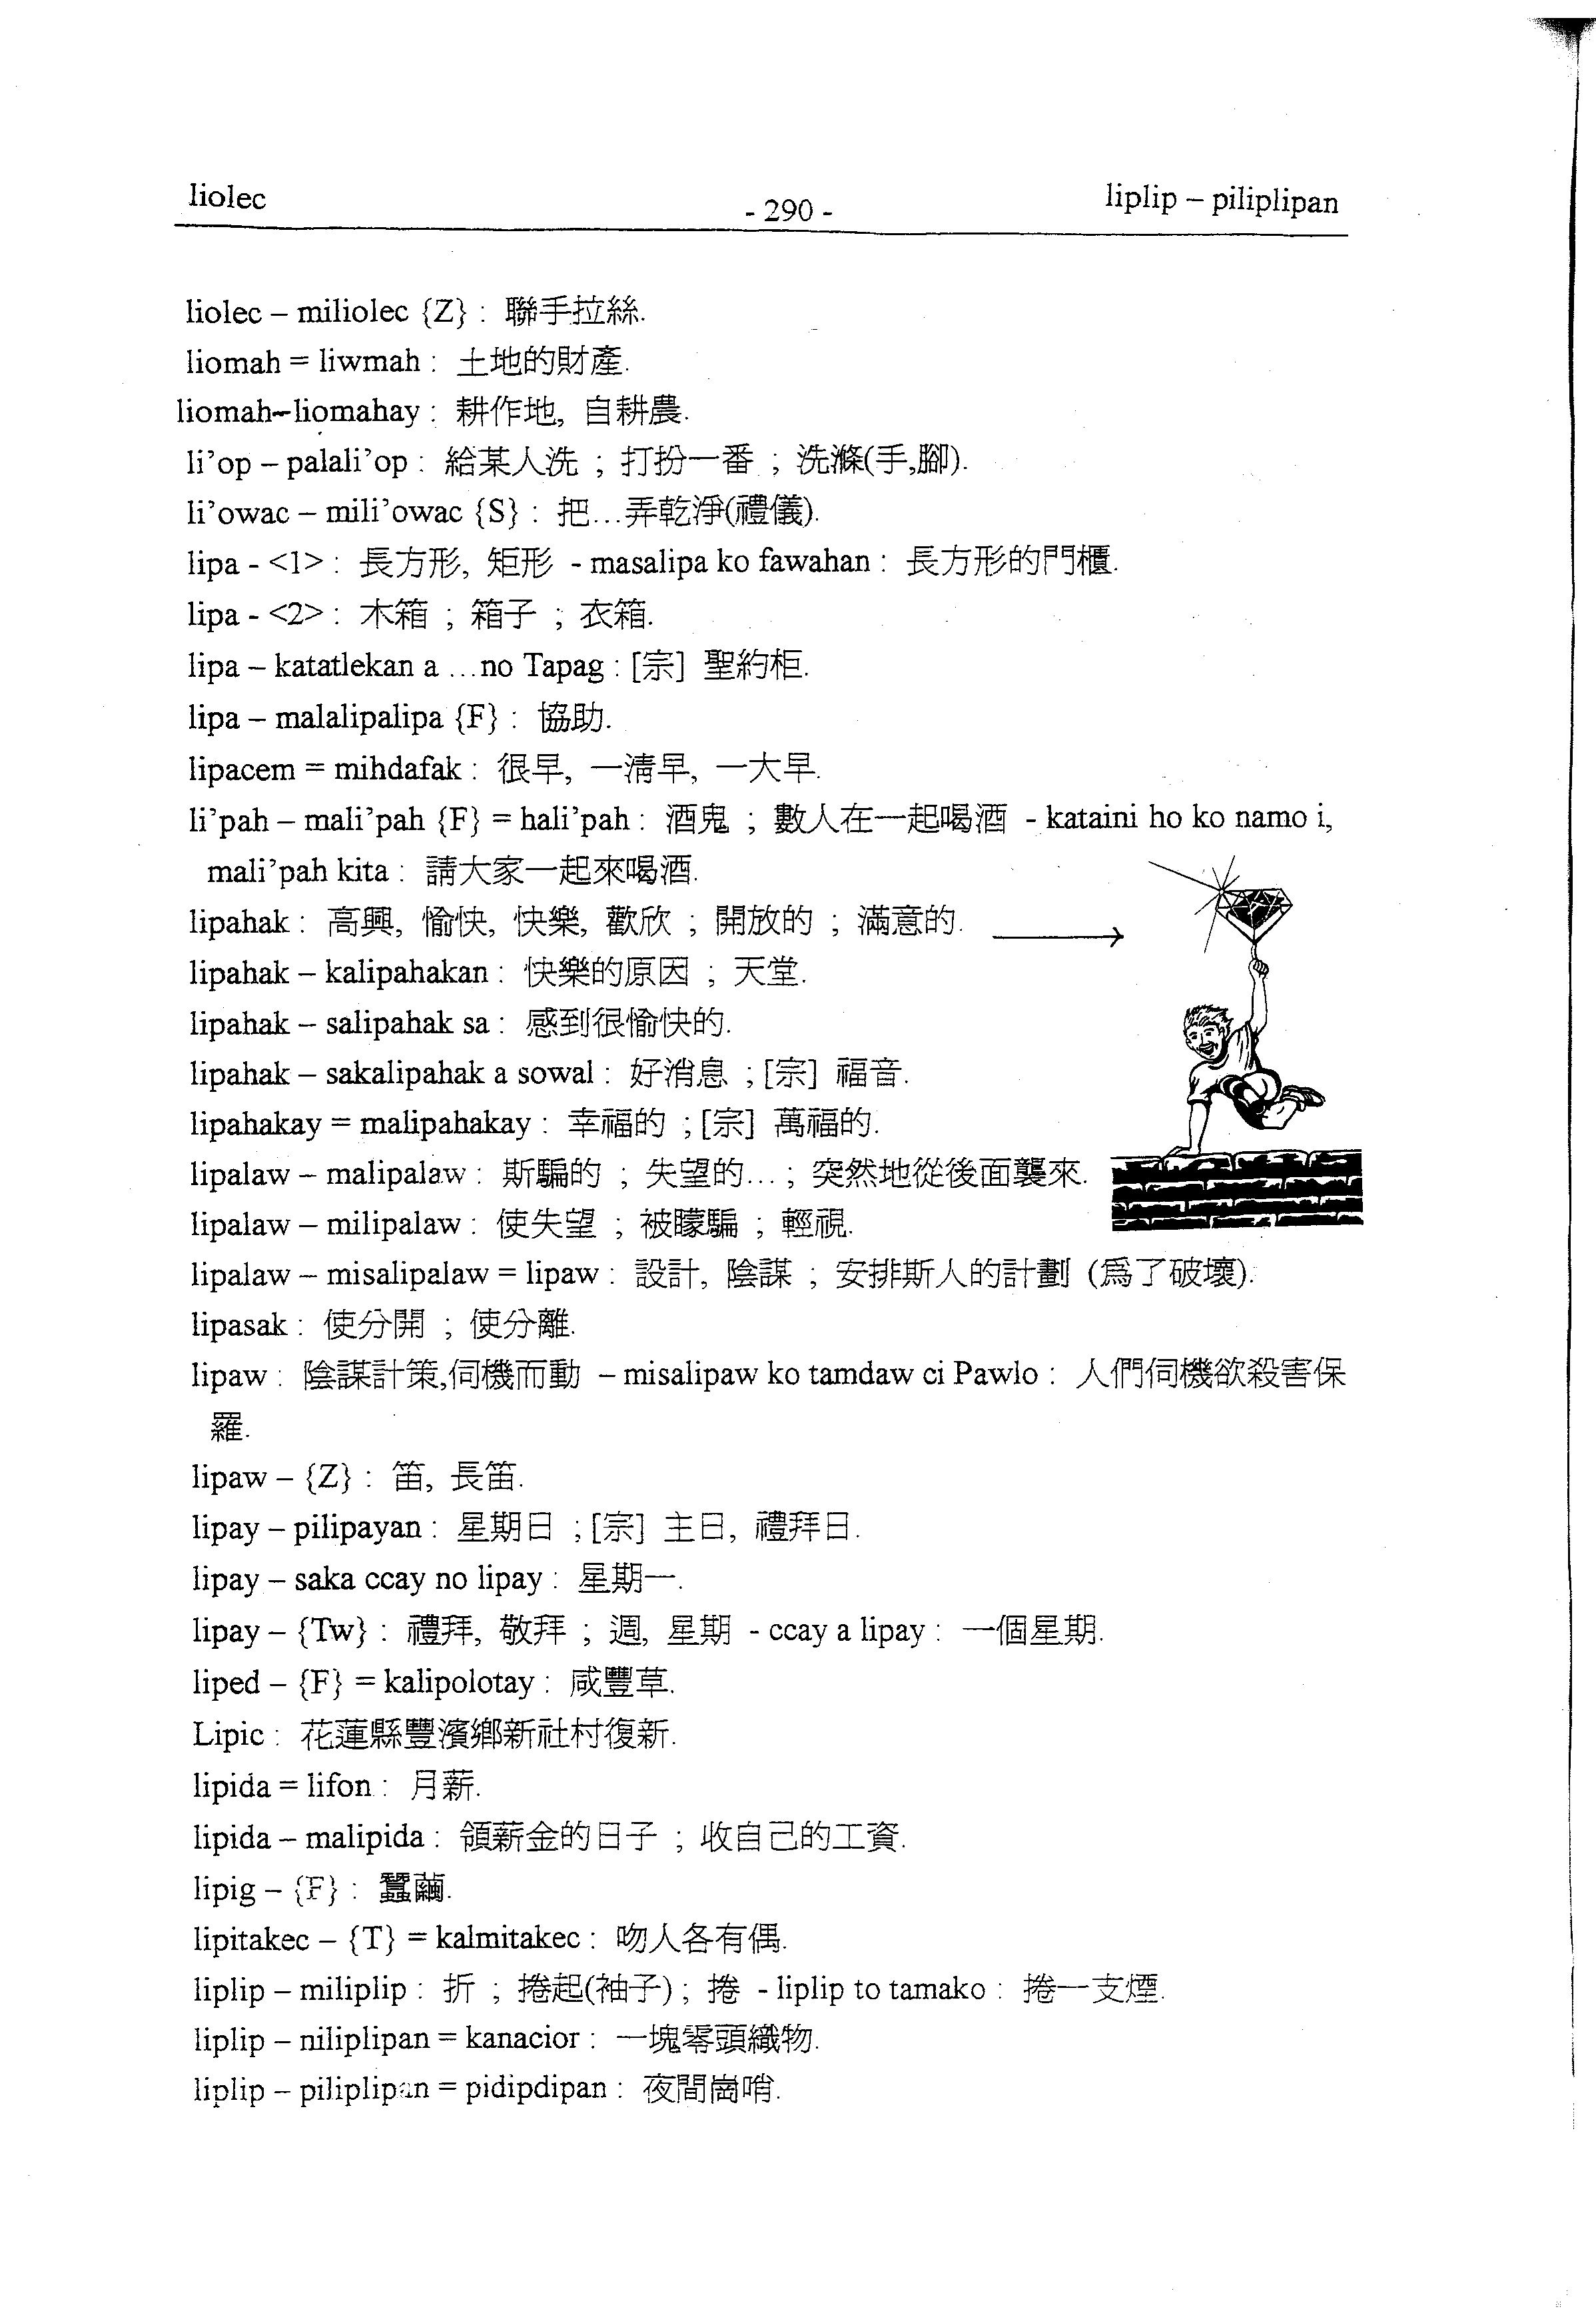 liolec
- 290 -
liplip – piliplipan
liolec – miliolec {Z} : 聯手拉絲.
liomah = liwmah : 土地的財產.
liomah–liomahay : 耕作地, 自耕農.
li’op – palali’op : 給某人洗 ; 打扮一番 ; 洗滌(手,腳).
li’owac – mili’owac {S} : 把…弄乾淨(禮儀).
lipa - <1> : 長方形, 矩形 - masalipa ko fawahan : 長方形的門櫃.
lipa - <2> : 木箱 ; 箱子 ; 衣箱.
lipa – katatlekan a …no Tapag : [宗] 聖約柜.
lipa – malalipalipa {F} : 協助.
lipacem = mihdafak : 很早, 一清早, 一大早.
li’pah – mali’pah {F} = hali’pah : 酒鬼 ; 數人在一起喝酒 - kataini ho ko namo i,
mali’pah kita : 請大家一起來喝酒.
lipahak : 高興, 愉快, 快樂, 歡欣 ; 開放的 ; 滿意的.
lipahak – kalipahakan : 快樂的原因 ; 天堂.
lipahak – salipahak sa : 感到很愉快的.
lipahak – sakalipahak a sowal : 好消息 ; [宗] 福音.
lipahakay = malipahakay : 幸福的 ; [宗] 萬福的.
lipalaw – malipalaw : 斯騙的 ; 失望的… ; 突然地從後面襲來.
lipalaw – milipalaw : 使失望 ; 被矇騙 ; 輕視.
lipalaw – misalipalaw = lipaw : 設計, 陰謀 ; 安排斯人的計劃 (爲了破壞).
lipasak : 使分開 ; 使分離.
lipaw : 陰謀計策,伺機而動 – misalipaw ko tamdaw ci Pawlo : 人們伺機欲殺害保
羅.
lipaw – {Z} : 笛, 長笛.
lipay – pilipayan : 星期日 ; [宗] 主日, 禮拜日.
lipay – saka ccay no lipay : 星期一.
lipay – {Tw} : 禮拜, 敬拜 ; 週, 星期 - ccay a lipay : 一個星期.
liped – {F} = kalipolotay : 咸豐草.
Lipic : 花蓮縣豐濱鄉新社村復新.
lipida = lifon : 月薪.
lipida – malipida : 領薪金的日子 ; 收自己的工資.
lipig – {F} : 蠶繭.
lipitakec – {T} = kalmitakec : 吻人各有偶.
liplip – miliplip : 折 ; 捲起(袖子) ; 捲 - liplip to tamako : 捲一支煙.
liplip – niliplipan = kanacior : 一塊零頭織物.
liplip – piliplipan = pidipdipan : 夜間崗哨.